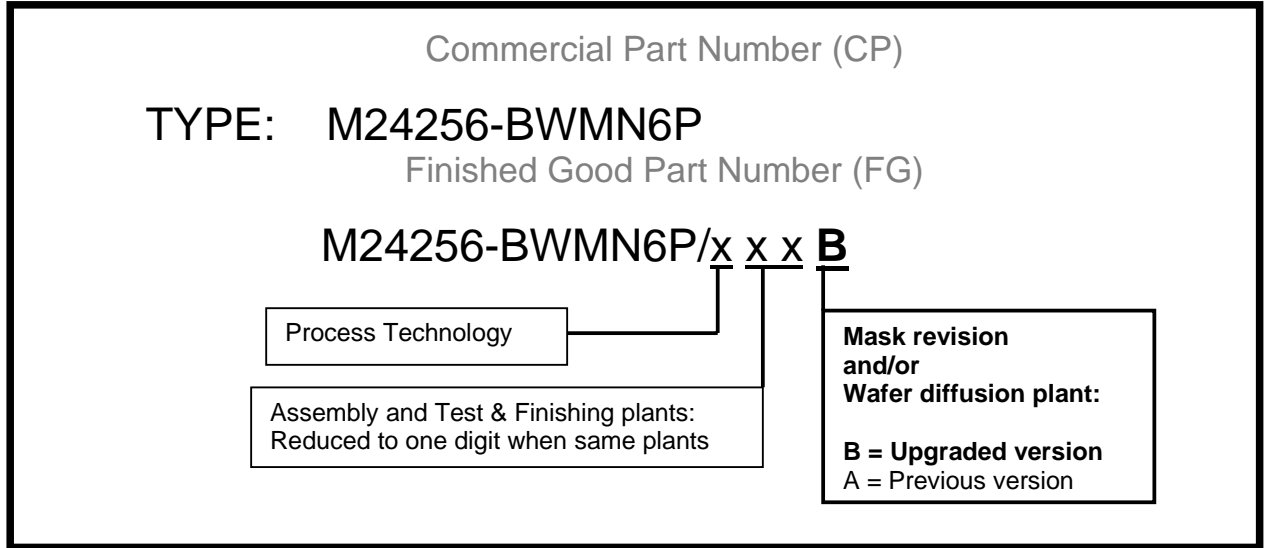 Commercial Part Number (CP)
TYPE: M24256-BWMN6P
Finished Good Part Number (FG)
M24256-BWMN6P/x x x B
Process Technology
Assembly and Test & Finishing plants:
Reduced to one digit when same plants
Mask revision
and/or
Wafer diffusion plant:
B = Upgraded version
A = Previous version